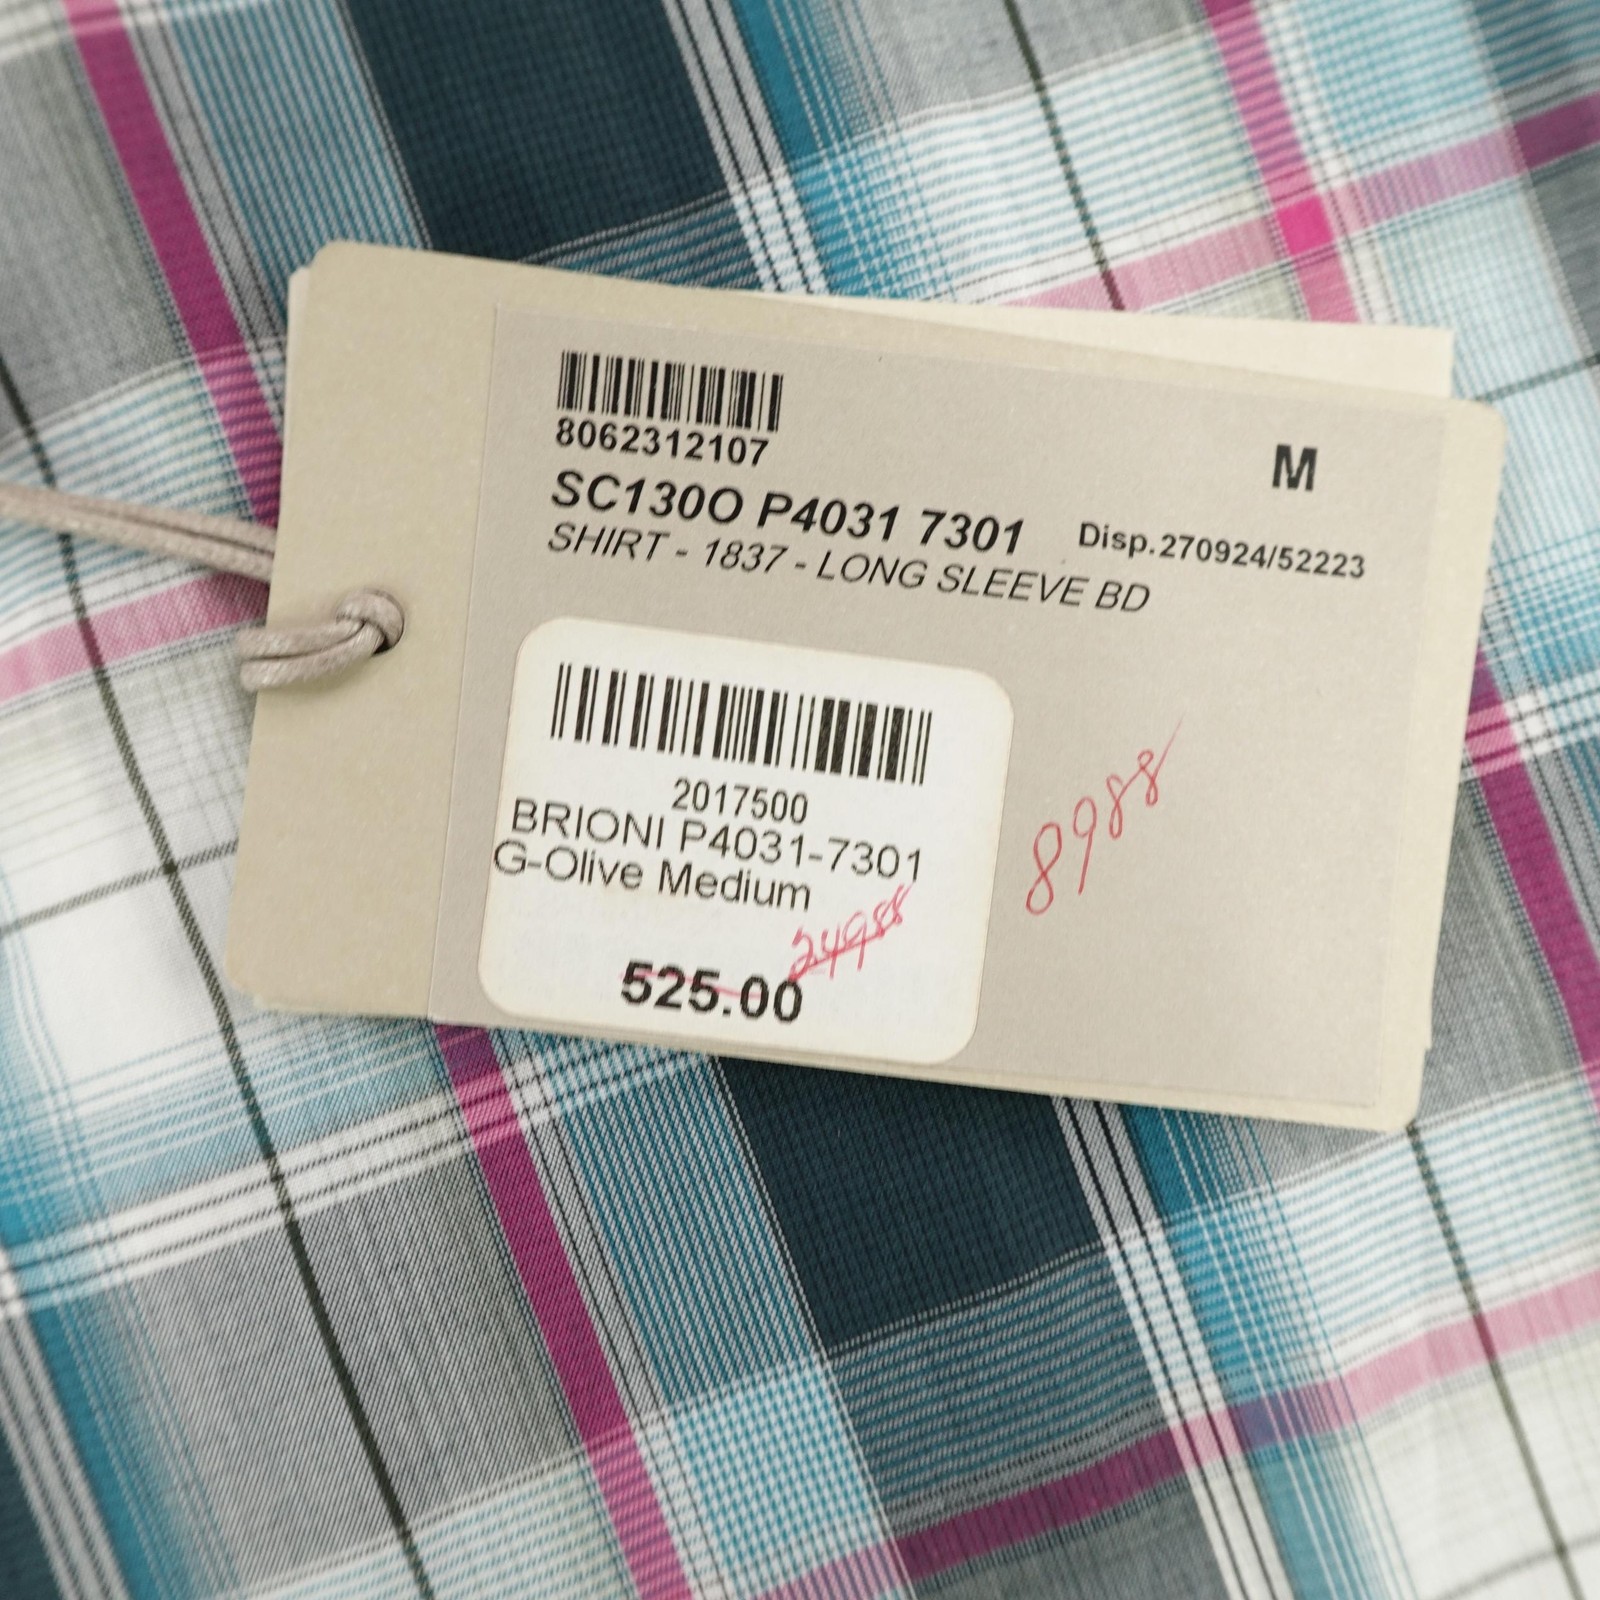 8062312107
M
SC130O P4031 7301 Disp.270924/52223
SHIRT - 1837 - LONG SLEEVE BD
2017500
BRIONI P4031-7301
G-Olive Medium
24988
525.00
8988